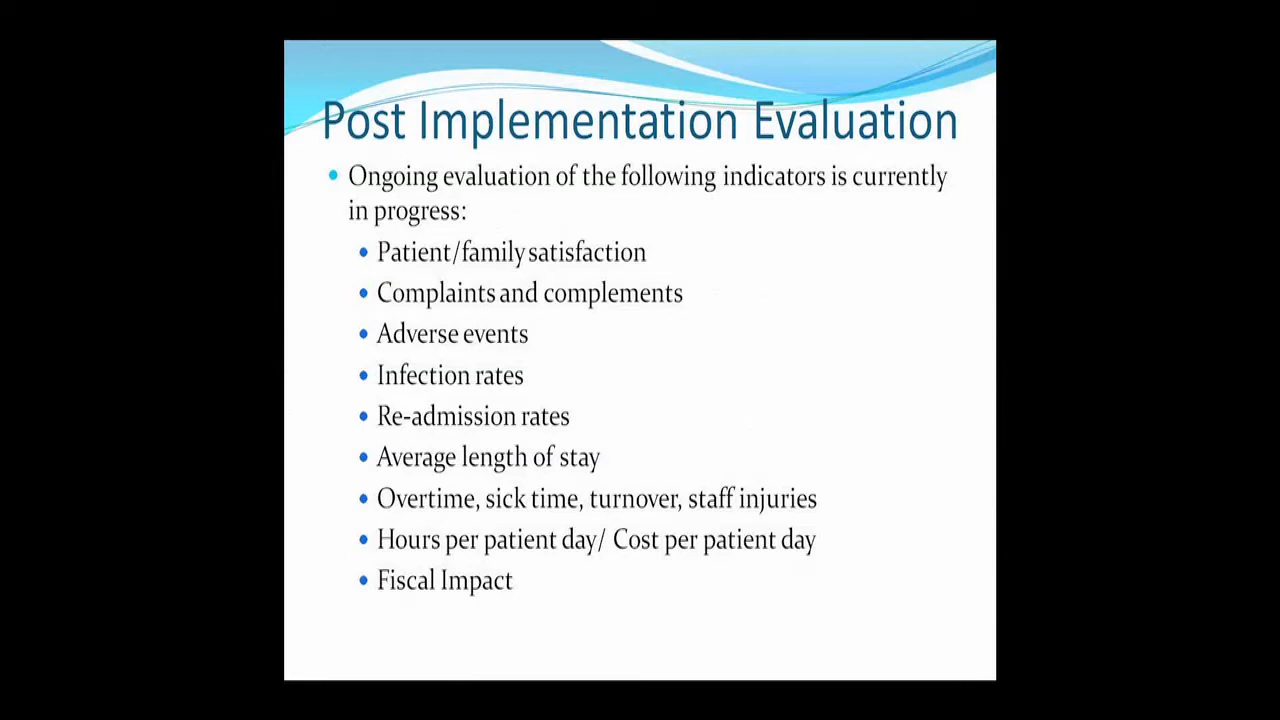 Post Implementation Evaluation
• Ongoing evaluation of the following indicators is currently
in progress:
• Patient/family satisfaction
• Complaints and complements
• Adverse events
• Infection rates
• Re-admission rates
• Average length of stay
• Overtime, sick time, turnover, staff injuries
• Hours per patient day/ Cost per patient day
• Fiscal Impact